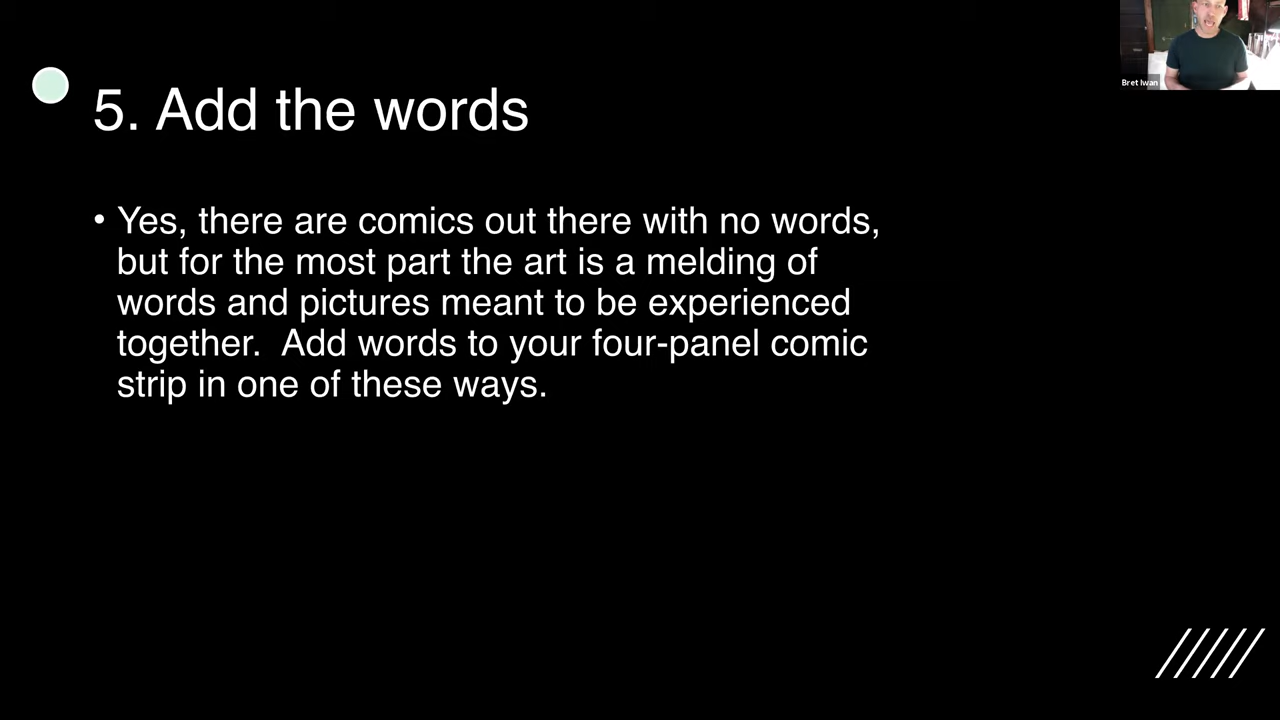 Bret Iwan
5. Add the words
• Yes, there are comics out there with no words,
but for the most part the art is a melding of
words and pictures meant to be experienced
together.  Add words to your four-panel comic
strip in one of these ways.